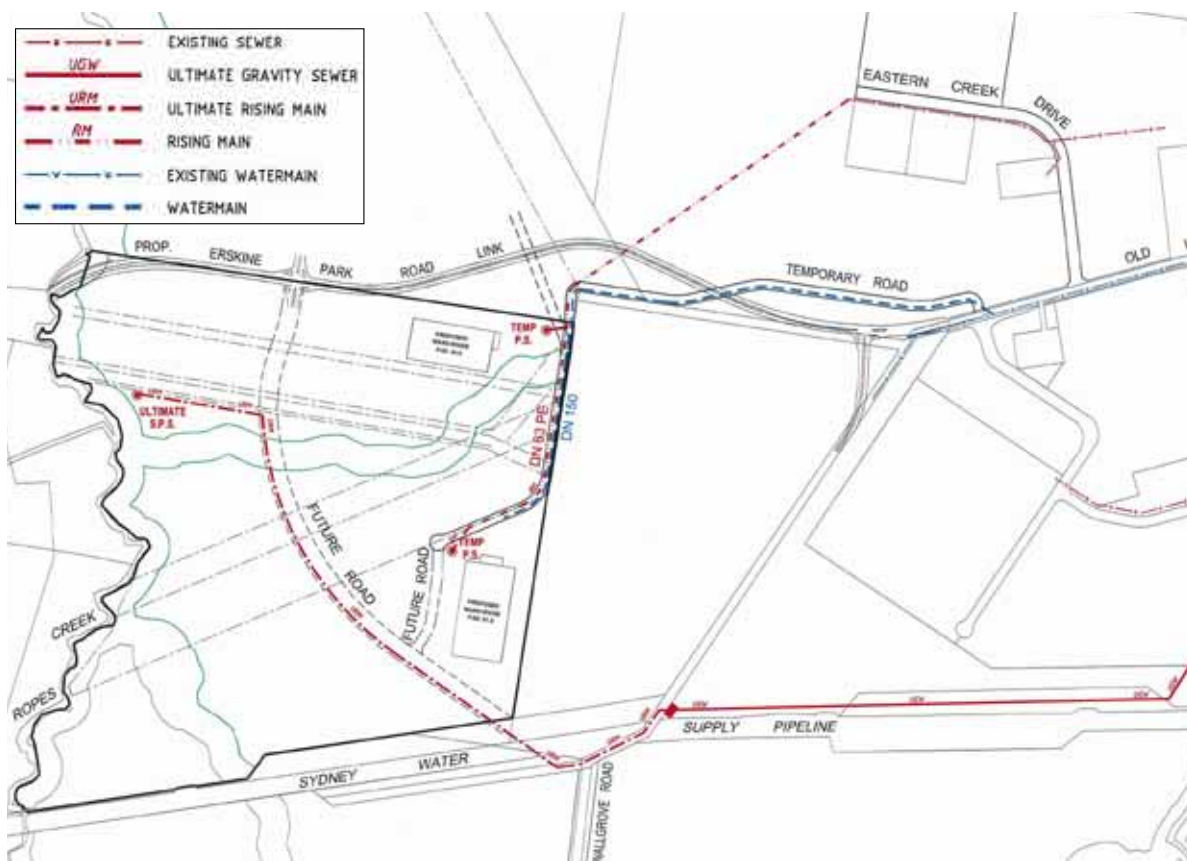 EXISTING SEWER
UGW
ULTIMATE GRAVITY SEWER
URM
ULTIMATE RISING MAIN
RM
RISING MAIN
EXISTING WATERMAIN
WATERMAIN
EASTERN CREEK DRIVE
PROP. ERSKINE PARK ROAD LINK
TEMPORARY ROAD
OLD
TEMP
P.S.
ULTIMATE
S.P.S.
DN 63 PE
DN 150
FUTURE ROAD
FUTURE ROAD
TEMP
P.S.
ROPES CREEK
SYDNEY WATER SUPPLY PIPELINE
WALLGROVE ROAD